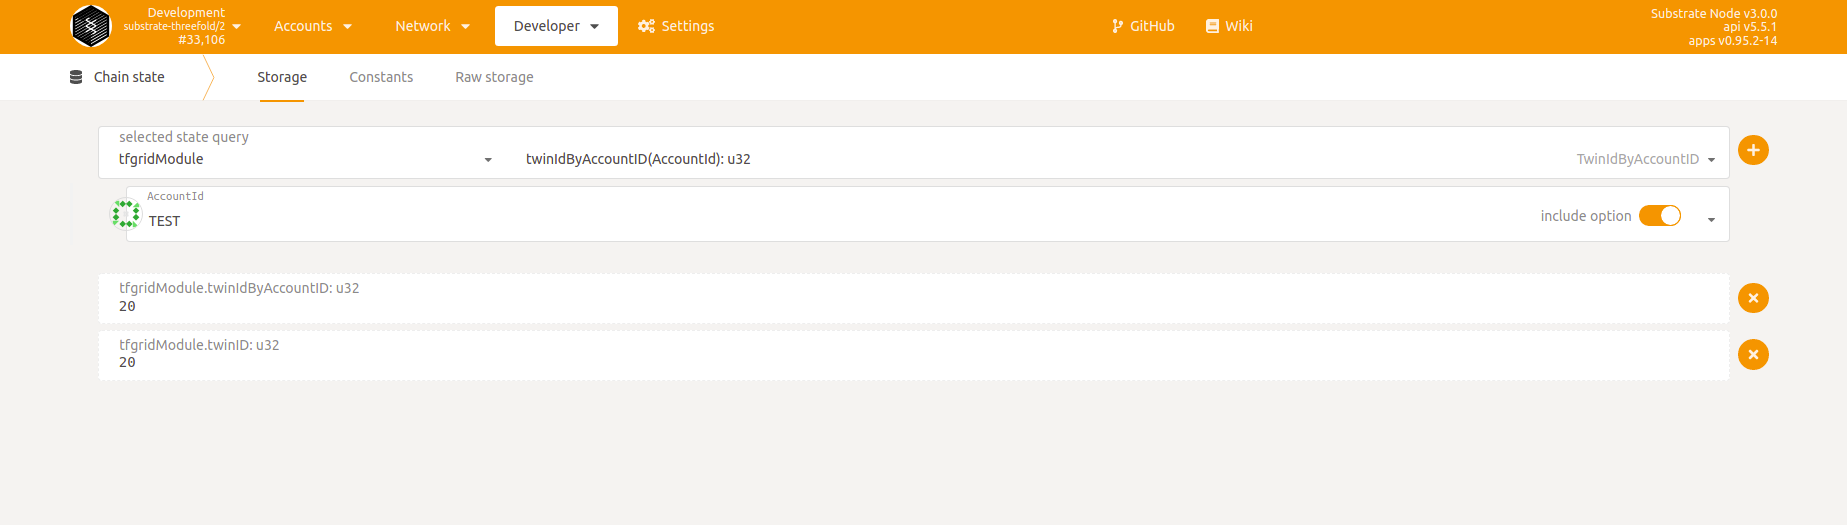 Development
substrate-threefold/2
#33,106
Accounts
Network
Developer
Settings
GitHub
Wiki
Substrate Node v3.0.0
api v5.5.1
apps v0.95.2-14
Chain state
Storage
Constants
Raw storage
selected state query
tfgridModule
twinIdByAccountID(AccountId): u32
TwinIdByAccountID
AccountId
TEST
include option
tfgridModule.twinIdByAccountID: u32
20
tfgridModule.twinID: u32
20